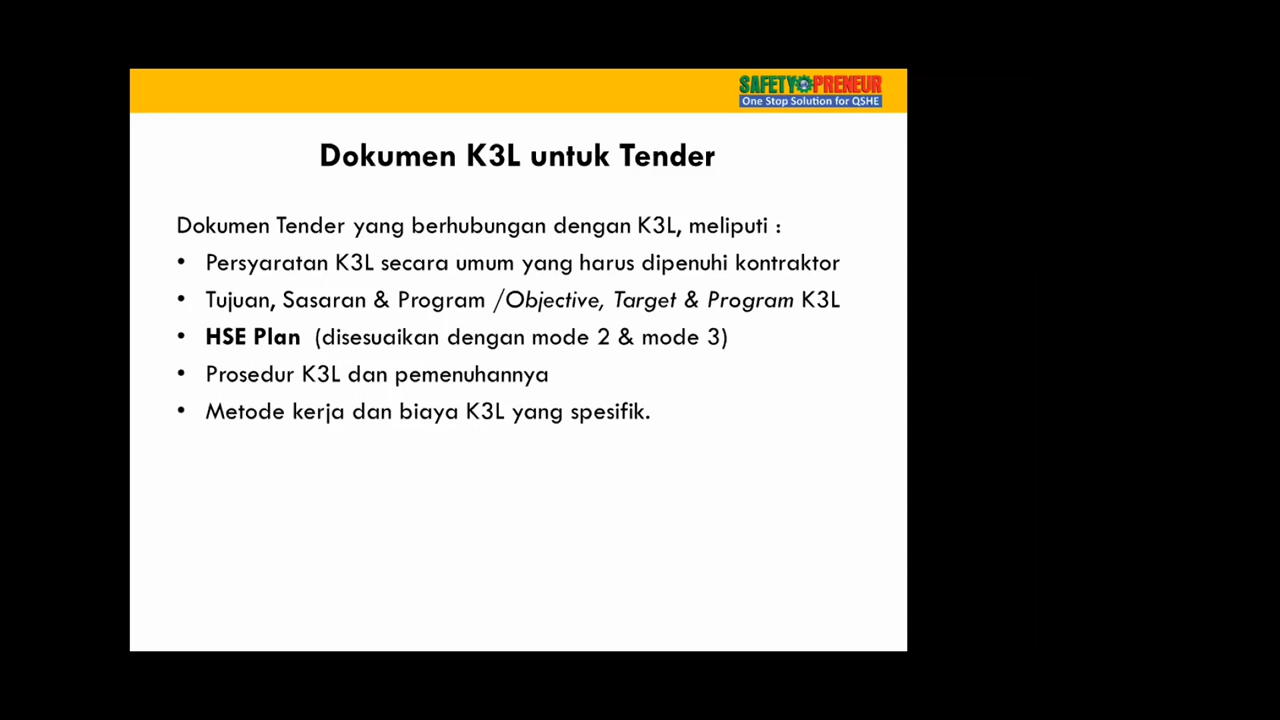 SAFETY PRENEUR
One Stop Solution for QSHE
Dokumen K3L untuk Tender
Dokumen Tender yang berhubungan dengan K3L, meliputi :
• Persyaratan K3L secara umum yang harus dipenuhi kontraktor
• Tujuan, Sasaran & Program /Objective, Target & Program K3L
• HSE Plan (disesuaikan dengan mode 2 & mode 3)
• Prosedur K3L dan pemenuhannya
• Metode kerja dan biaya K3L yang spesifik.